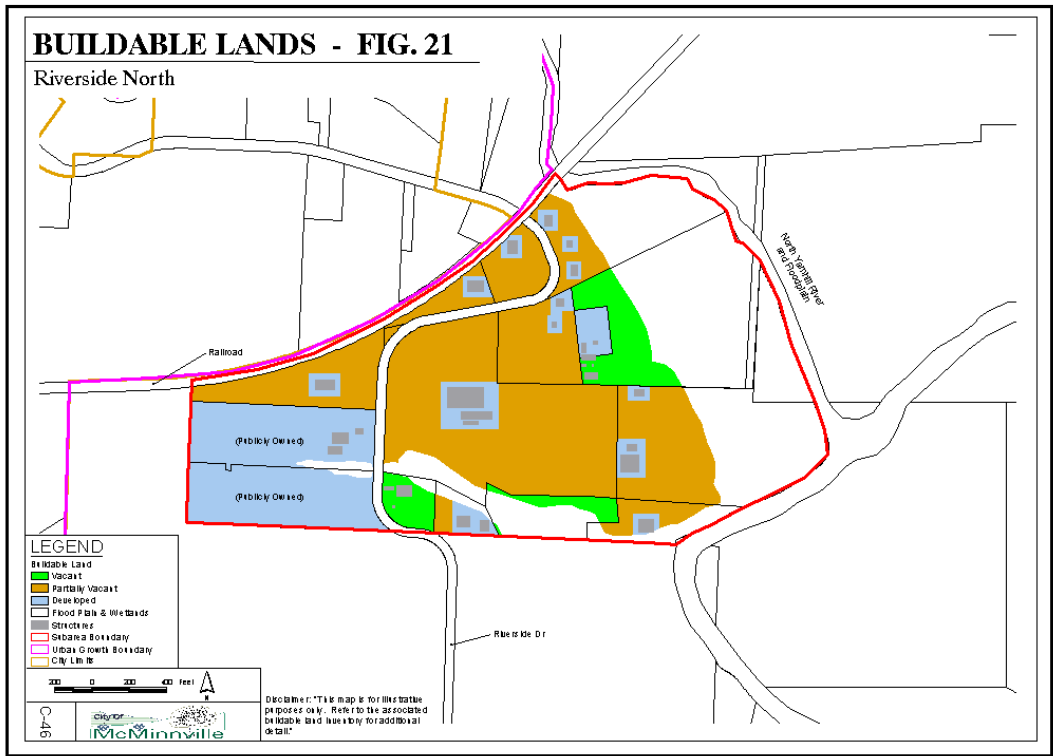 BUILDABLE LANDS - FIG. 21
Riverside North
North Yamhill River
and Floodplain
Railroad
(Publicly Owned)
(Publicly Owned)
Riverside Dr
LEGEND
Buildable Land
Vacant
Partially Vacant
Developed
Flood Plain & Wetlands
Structures
Subarea Boundary
Urban Growth Boundary
City Limits
200 0 200 400 Feet
N
C-46
City of
McMinnville
Disclaimer: "This map is for illustrative
purposes only. Refer to the associated
buildable land inventory for additional
detail."